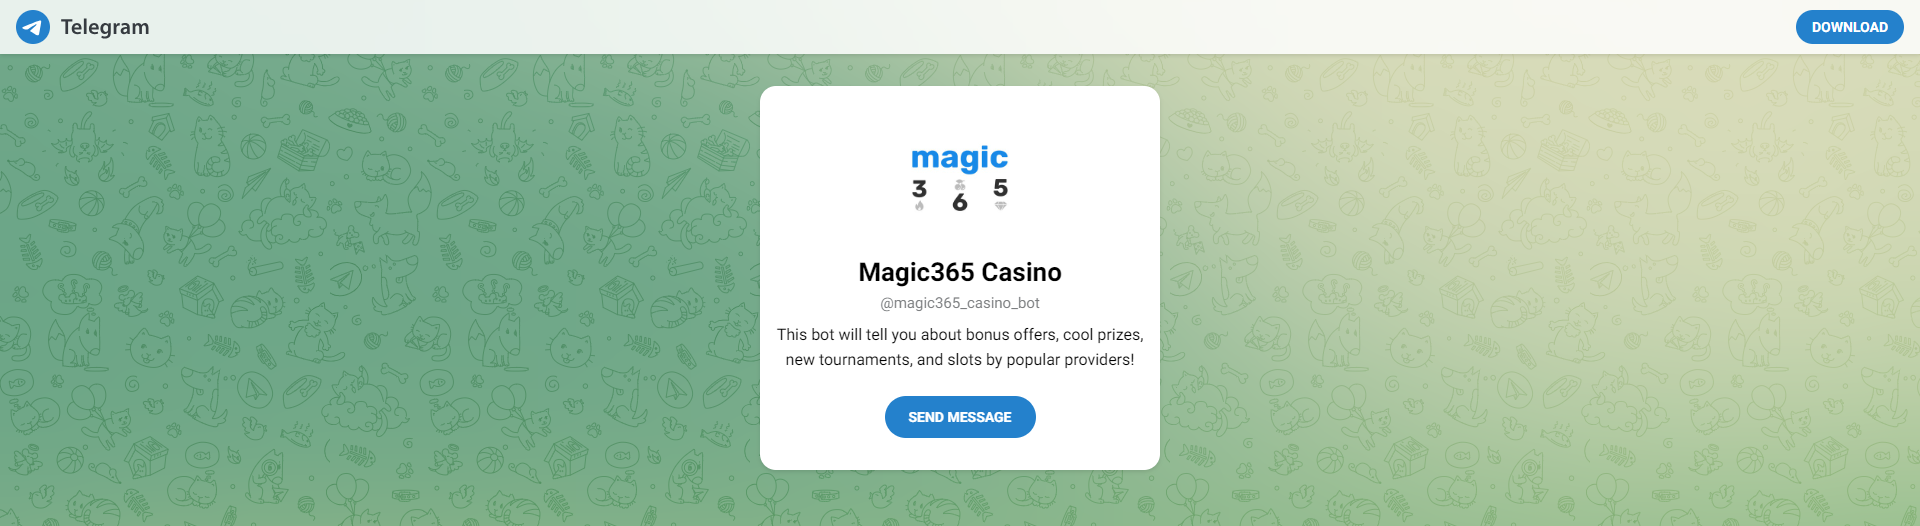 Telegram
DOWNLOAD
magic
3 6 5
Magic365 Casino
@magic365_casino_bot
This bot will tell you about bonus offers, cool prizes,
new tournaments, and slots by popular providers!
SEND MESSAGE